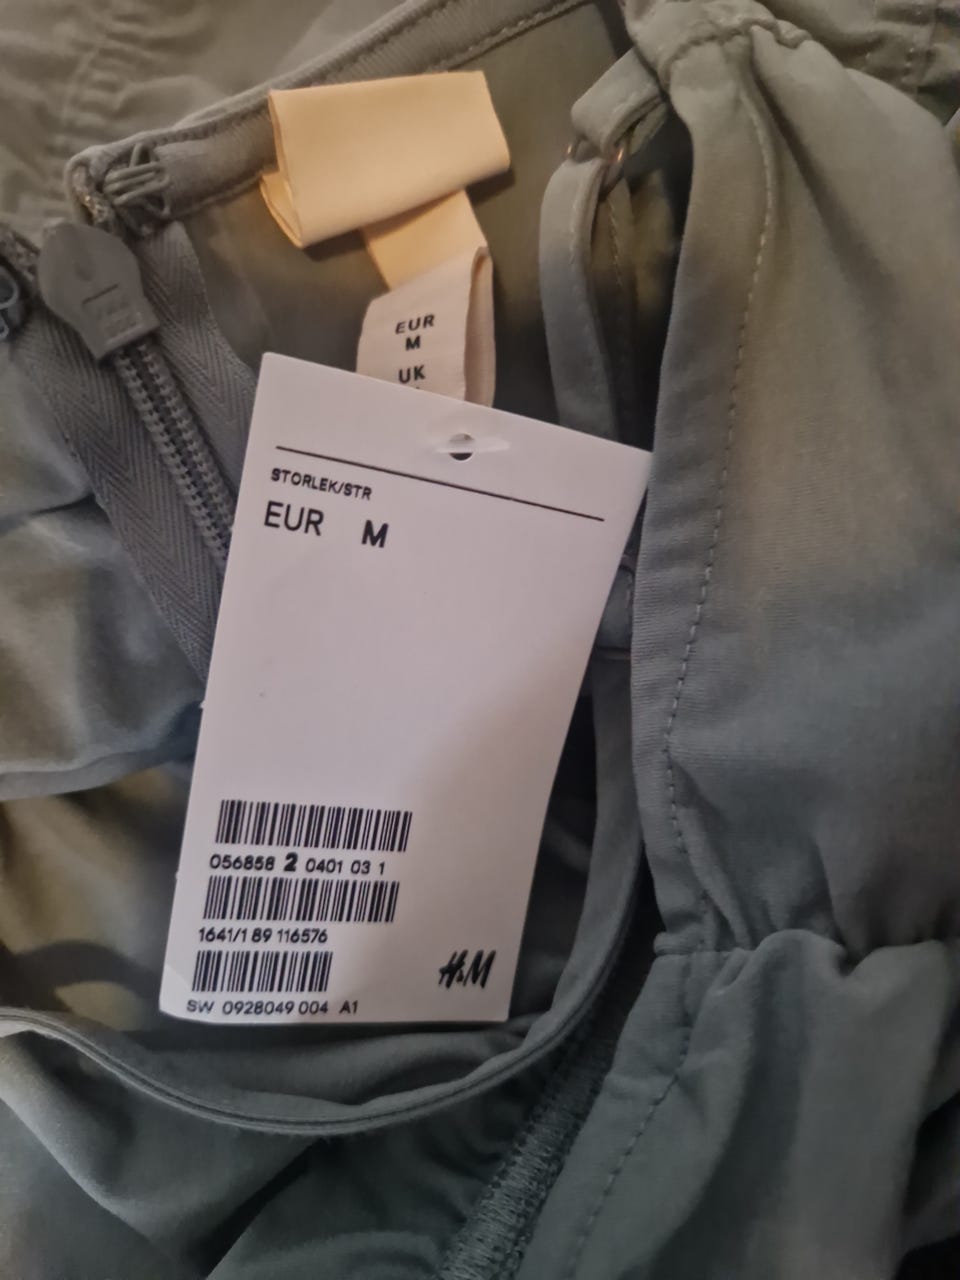 EUR
M
UK
STORLEK/STR
EUR M
056858 2 0401 03 1
1641/1 89 116576
H&M
SW 0928049 004 A1